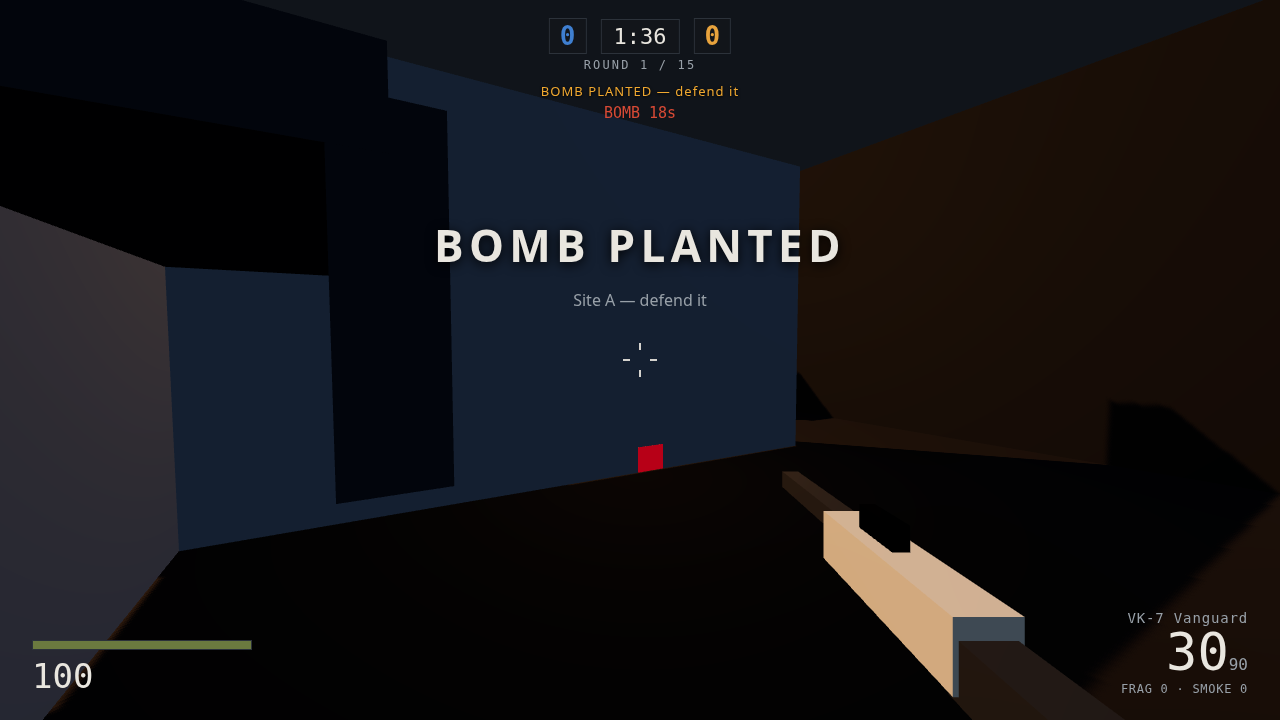 0 1:36 0
ROUND 1 / 15
BOMB PLANTED — defend it
BOMB 18s
BOMB PLANTED
Site A — defend it
100
VK-7 Vanguard
30 90
FRAG 0 · SMOKE 0